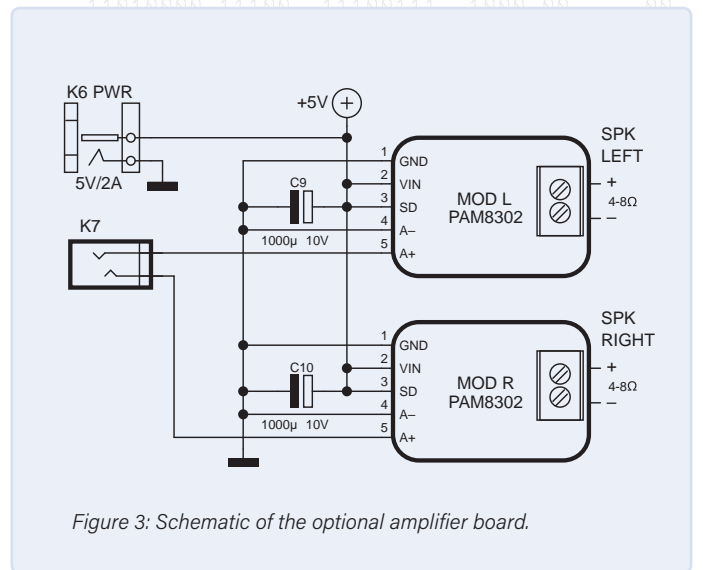 K6 PWR
5V/2A
K7
+5V
C9
1000µ 10V
1 GND
2 VIN
3 SD
4 A–
5 A+
MOD L
PAM8302
SPK
LEFT
+
4-8Ω
–
C10
1000µ 10V
1 GND
2 VIN
3 SD
4 A–
5 A+
MOD R
PAM8302
SPK
RIGHT
+
4-8Ω
–
Figure 3: Schematic of the optional amplifier board.